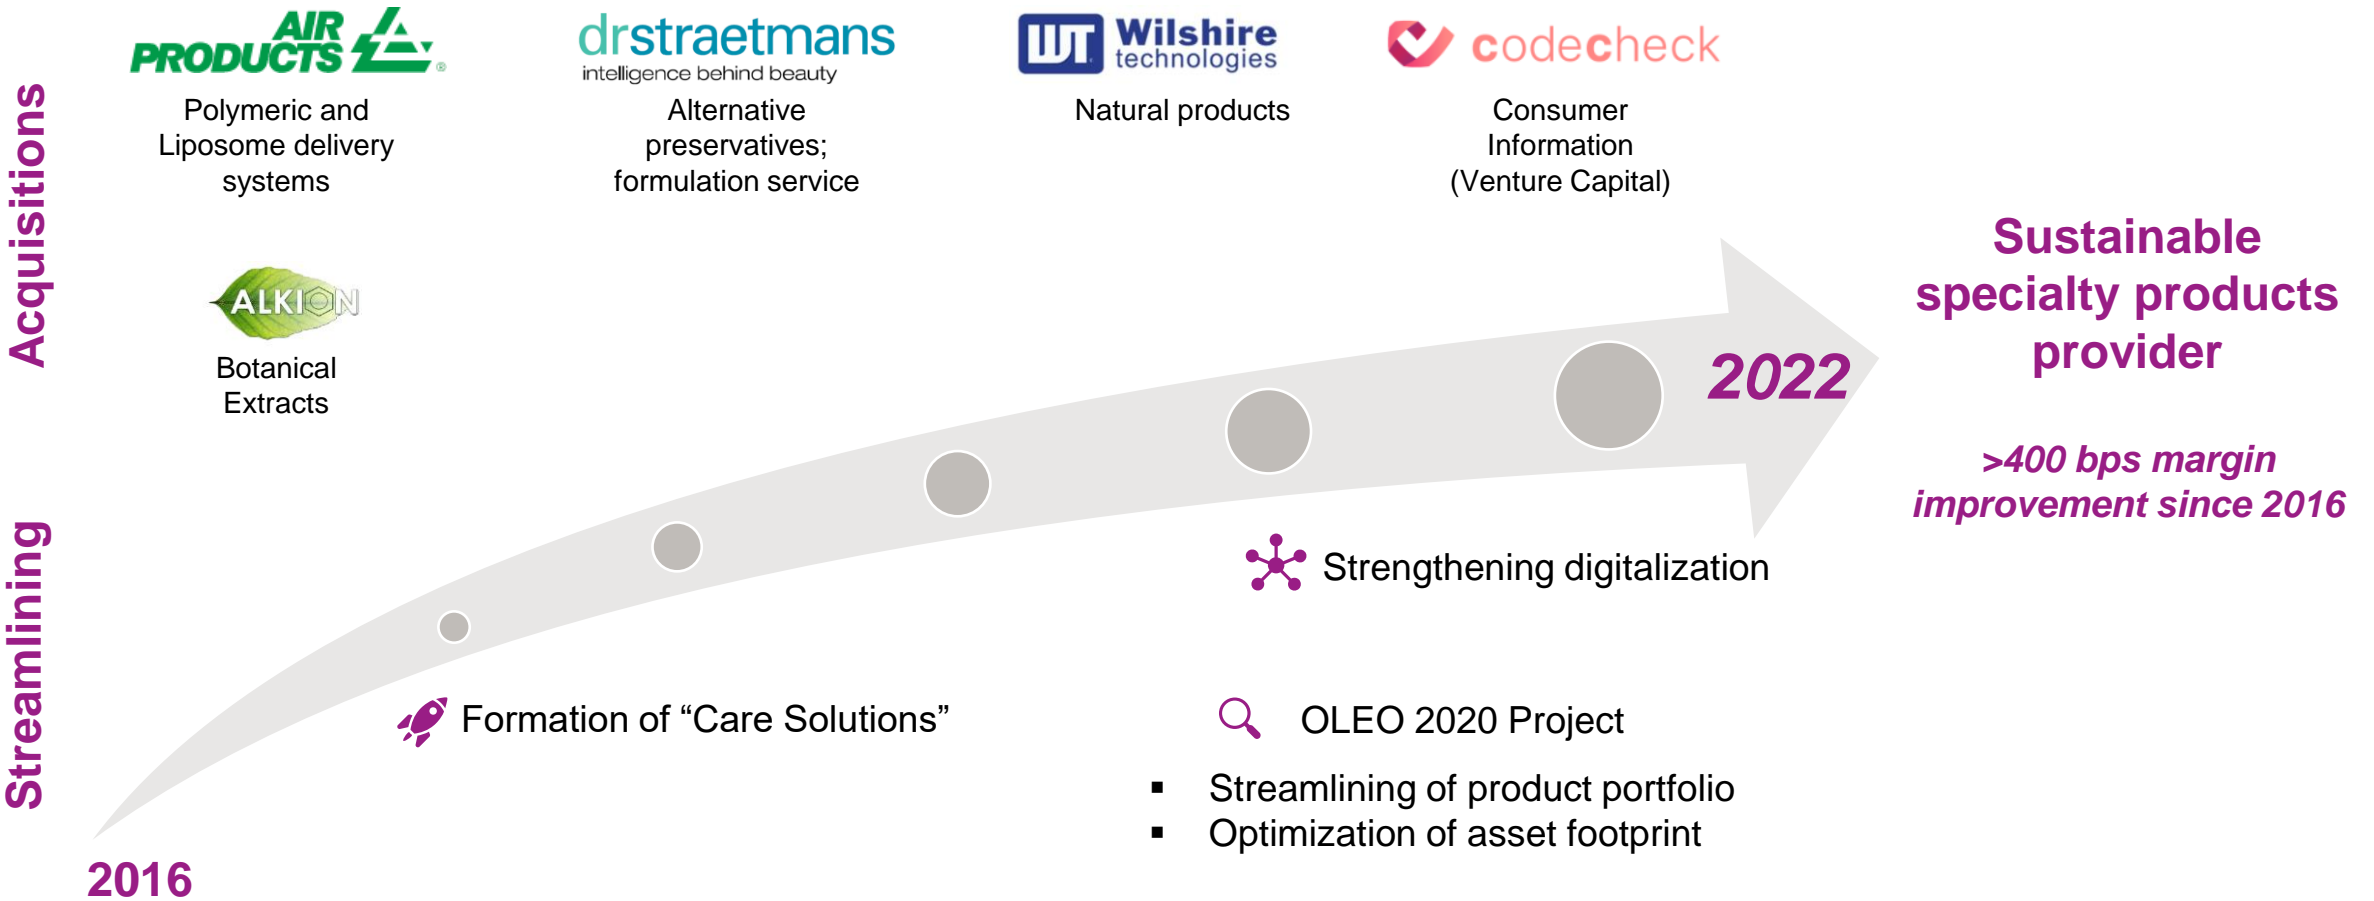 Acquisitions
AIR
PRODUCTS
®
Polymeric and
Liposome delivery
systems
drstraetmans
intelligence behind beauty
Alternative
preservatives;
formulation service
WT
Wilshire
technologies
Natural products
codecheck
Consumer
Information
(Venture Capital)
ALKION
Botanical
Extracts
2022
Sustainable
specialty products
provider
>400 bps margin
improvement since 2016
Streamlining
Strengthening digitalization
Formation of “Care Solutions”
OLEO 2020 Project
▪ Streamlining of product portfolio
▪ Optimization of asset footprint
2016